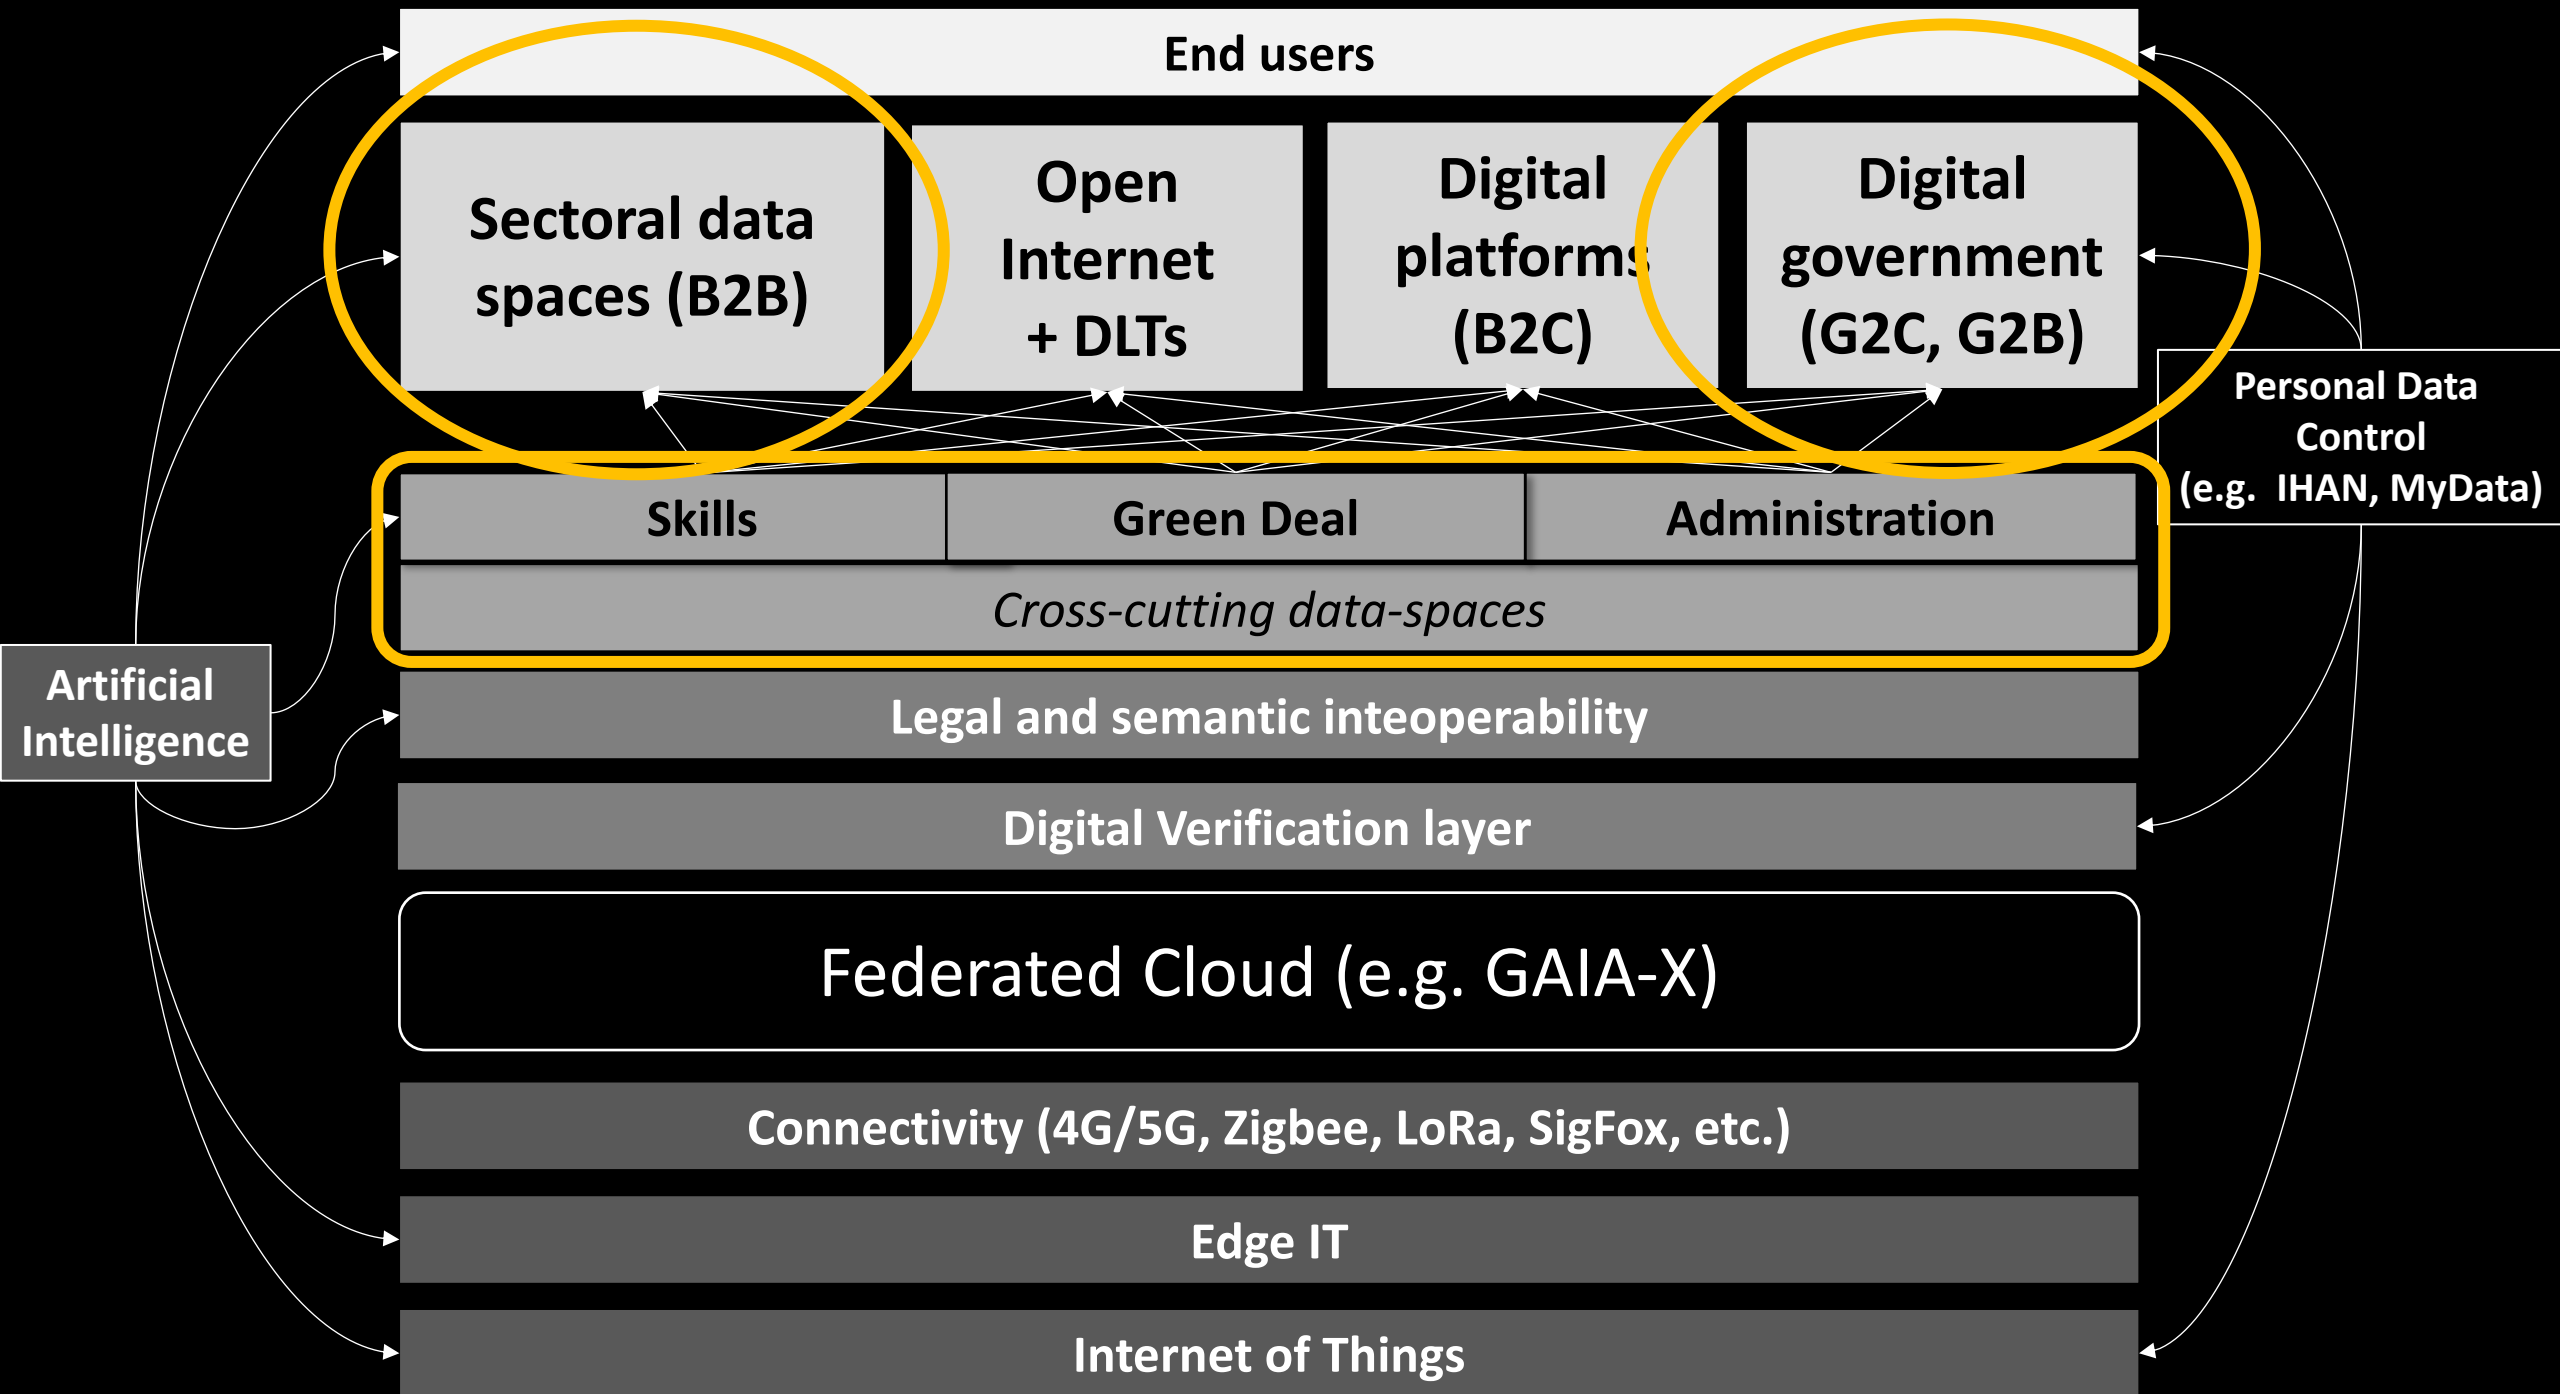 End users
Sectoral data
spaces (B2B)
Open
Internet
+ DLTs
Digital
platforms
(B2C)
Digital
government
(G2C, G2B)
Personal Data
Control
(e.g. IHAN, MyData)
Skills
Green Deal
Administration
Cross-cutting data-spaces
Artificial
Intelligence
Legal and semantic inteoperability
Digital Verification layer
Federated Cloud (e.g. GAIA-X)
Connectivity (4G/5G, Zigbee, LoRa, SigFox, etc.)
Edge IT
Internet of Things